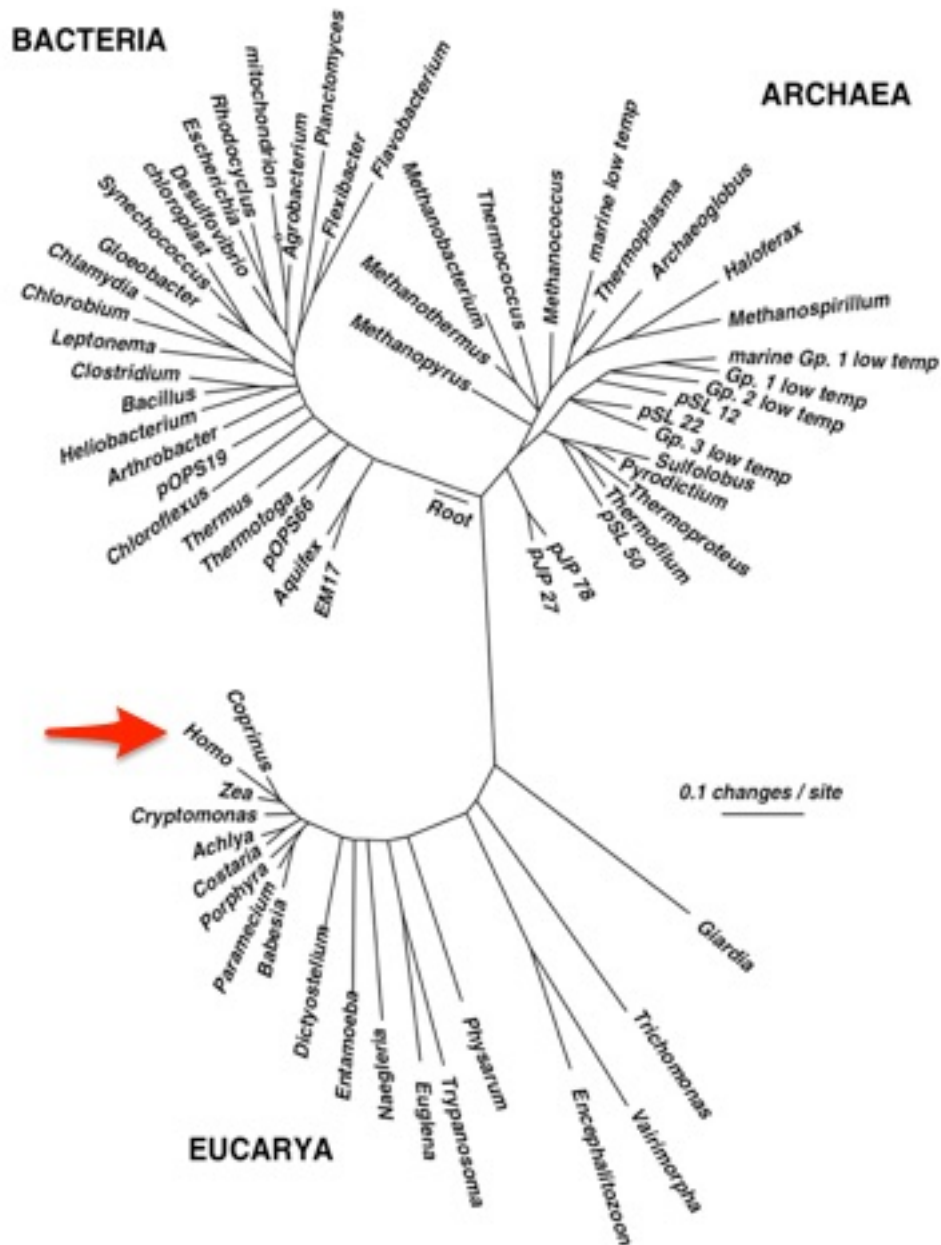 BACTERIA
ARCHAEA
Flavobacterium
Flexibacter
Planctomyces
Agrobacterium
mitochondrion
Rhodocyclus
Escherichia
Desulfovibrio
chloroplast
Synechococcus
Gloeobacter
Chlamydia
Chlorobium
Leptonema
Clostridium
Bacillus
Heliobacterium
Arthrobacter
pOPS19
Chloroflexus
Thermus
Thermotoga
pOPS66
Aquifex
EM17
Root
Methanopyrus
Methanothermus
Methanobacterium
Thermococcus
Methanococcus
marine low temp
Thermoplasma
Archaeoglobus
Haloferax
Methanospirillum
marine Gp. 1 low temp
Gp. 1 low temp
Gp. 2 low temp
pSL 12
pSL 22
Gp. 3 low temp
Sulfolobus
Pyrodictium
Thermoproteus
Thermofilum
pSL 50
pJP 78
pJP 27
0.1 changes / site
Coprinus
Homo
Zea
Cryptomonas
Achlya
Costaria
Porphyra
Paramecium
Babesia
Dictyostelium
Entamoeba
Naegleria
Euglena
Trypanosoma
Physarum
Encephalitozoon
Vairimorpha
Trichomonas
Giardia
EUCARYA